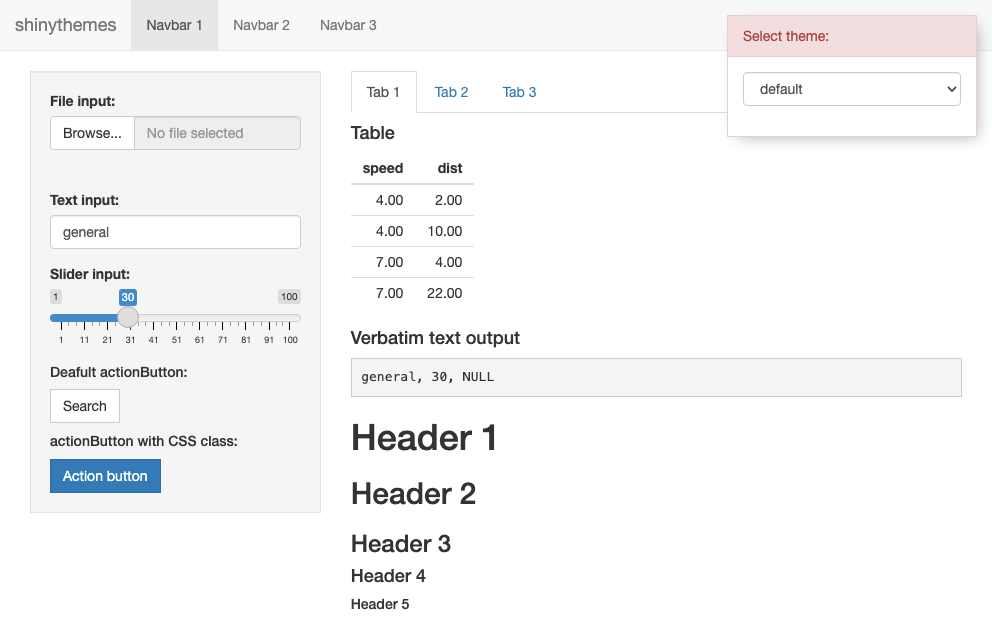 shinythemes Navbar 1 Navbar 2 Navbar 3
Select theme:
default
File input:
Browse... No file selected
Text input:
general
Slider input:
1 30 100
1 11 21 31 41 51 61 71 81 91 100
Deafult actionButton:
Search
actionButton with CSS class:
Action button
Tab 1 Tab 2 Tab 3
Table
speed dist
4.00 2.00
4.00 10.00
7.00 4.00
7.00 22.00
Verbatim text output
general, 30, NULL
Header 1
Header 2
Header 3
Header 4
Header 5